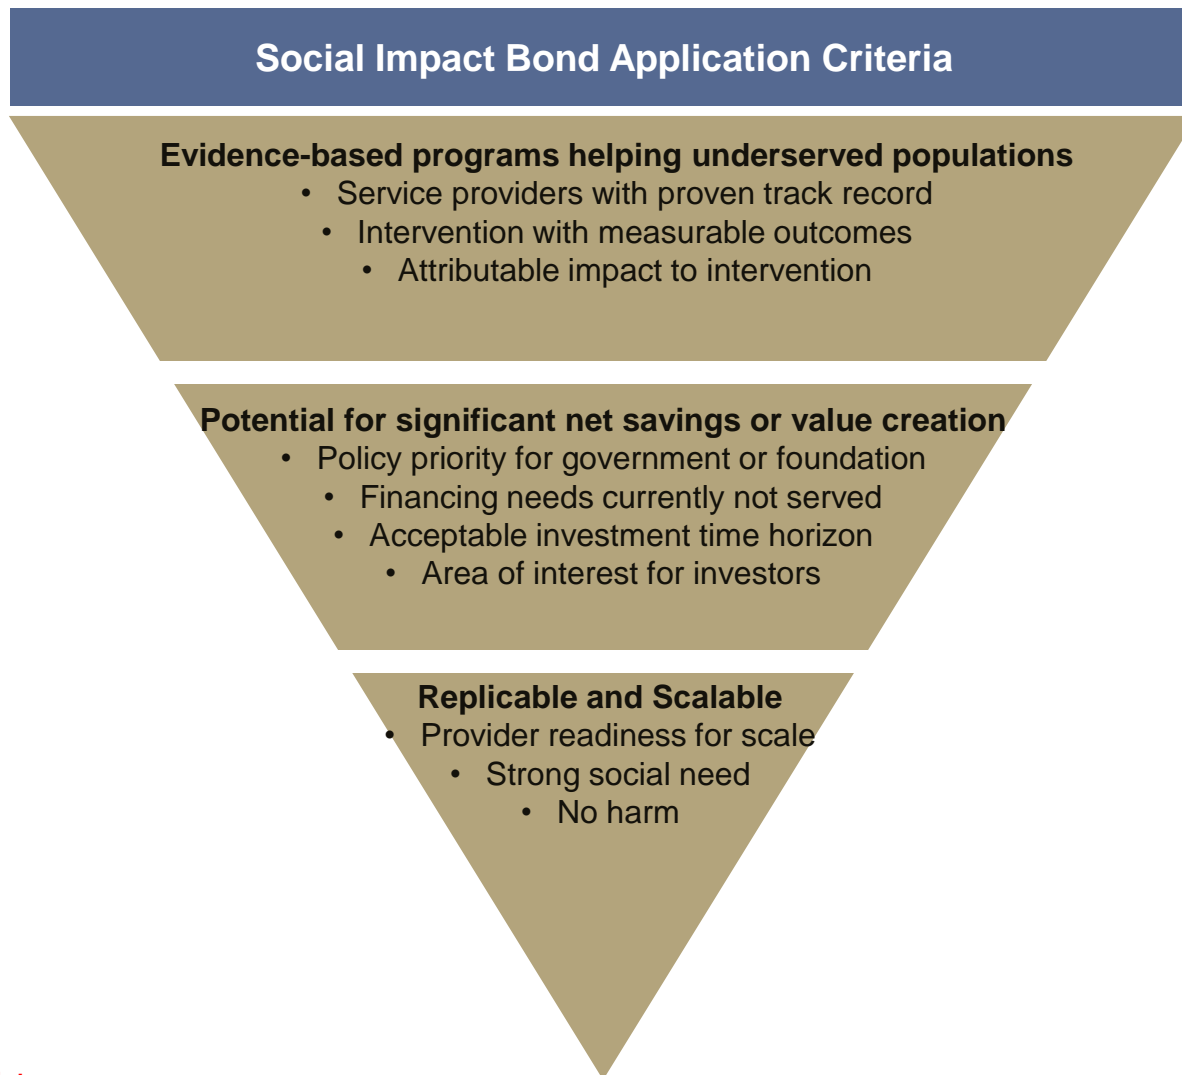 Social Impact Bond Application Criteria
Evidence-based programs helping underserved populations
• Service providers with proven track record
• Intervention with measurable outcomes
• Attributable impact to intervention
Potential for significant net savings or value creation
• Policy priority for government or foundation
• Financing needs currently not served
• Acceptable investment time horizon
• Area of interest for investors
Replicable and Scalable
• Provider readiness for scale
• Strong social need
• No harm